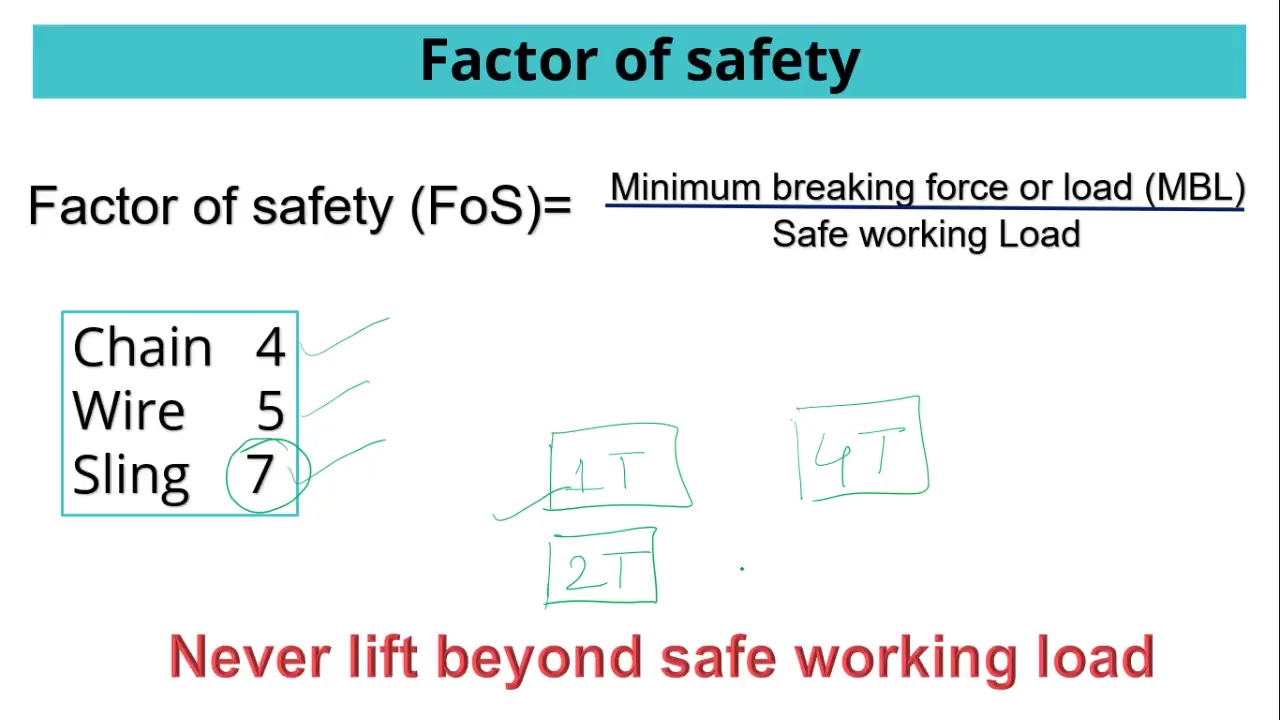 Factor of safety
Factor of safety (FoS)=
Minimum breaking force or load (MBL)
Safe working Load
Chain 4
Wire 5
Sling 7
1T
4T
2T
Never lift beyond safe working load